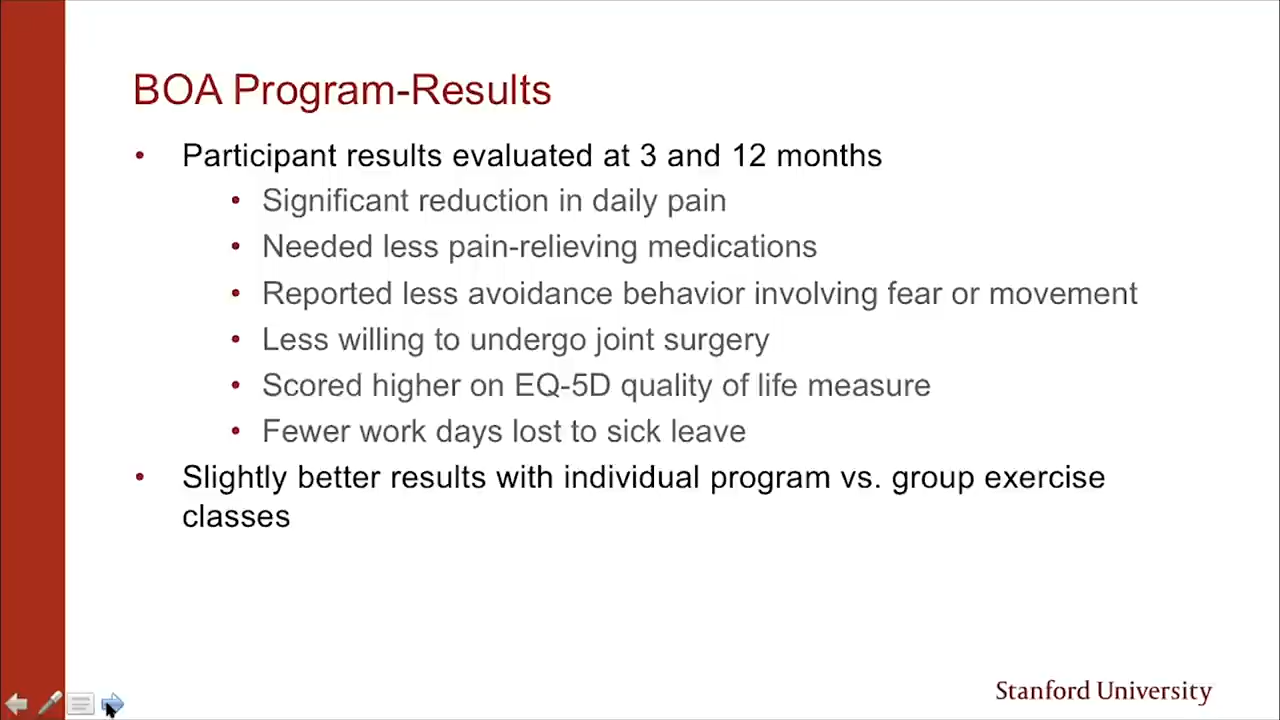 BOA Program-Results
• Participant results evaluated at 3 and 12 months
• Significant reduction in daily pain
• Needed less pain-relieving medications
• Reported less avoidance behavior involving fear or movement
• Less willing to undergo joint surgery
• Scored higher on EQ-5D quality of life measure
• Fewer work days lost to sick leave
• Slightly better results with individual program vs. group exercise
classes
Stanford University